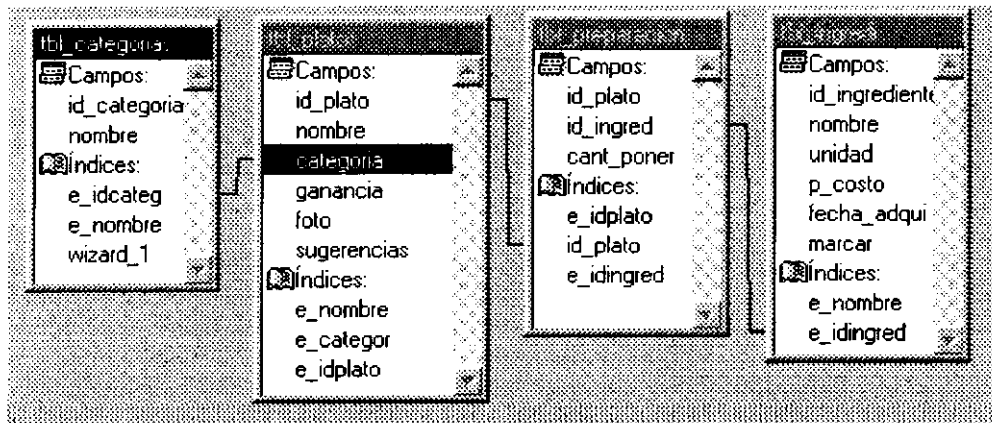 tbl_categorias
Campos:
id_categoria
nombre
Índices:
e_idcateg
e_nombre
wizard_1
Campos:
id_plato
nombre
categoria
ganancia
foto
sugerencias
Índices:
e_nombre
e_categor
e_idplato
Campos:
id_plato
id_ingred
cant_poner
Índices:
e_idplato
id_plato
e_idingred
Campos:
id_ingrediente
nombre
unidad
p_costo
fecha_adqui
marcar
Índices:
e_nombre
e_idingred